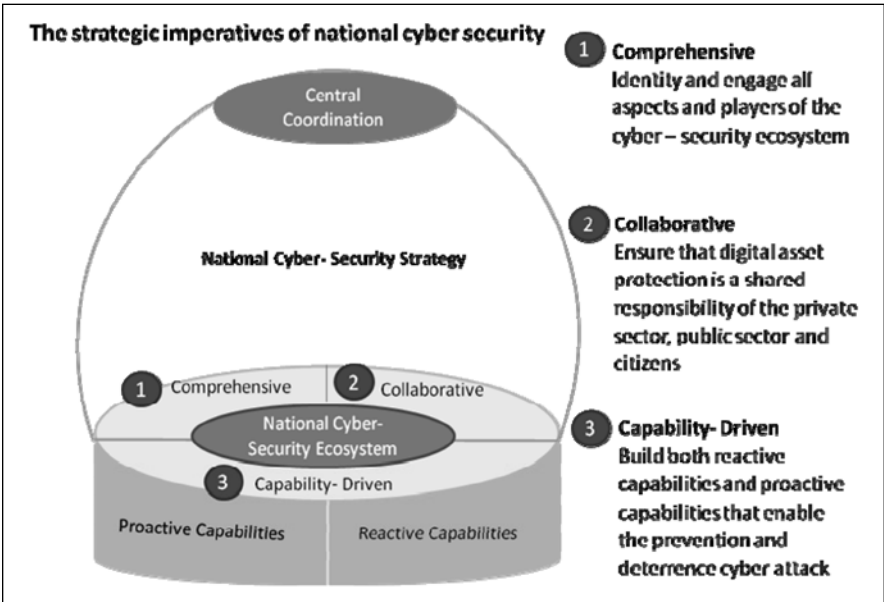 The strategic imperatives of national cyber security
Central
Coordination
National Cyber- Security Strategy
1 Comprehensive
2 Collaborative
National Cyber-
Security Ecosystem
3 Capability- Driven
Proactive Capabilities
Reactive Capabilities
1 Comprehensive
Identity and engage all
aspects and players of the
cyber – security ecosystem
2 Collaborative
Ensure that digital asset
protection is a shared
responsibility of the private
sector, public sector and
citizens
3 Capability- Driven
Build both reactive
capabilities and proactive
capabilities that enable
the prevention and
deterrence cyber attack